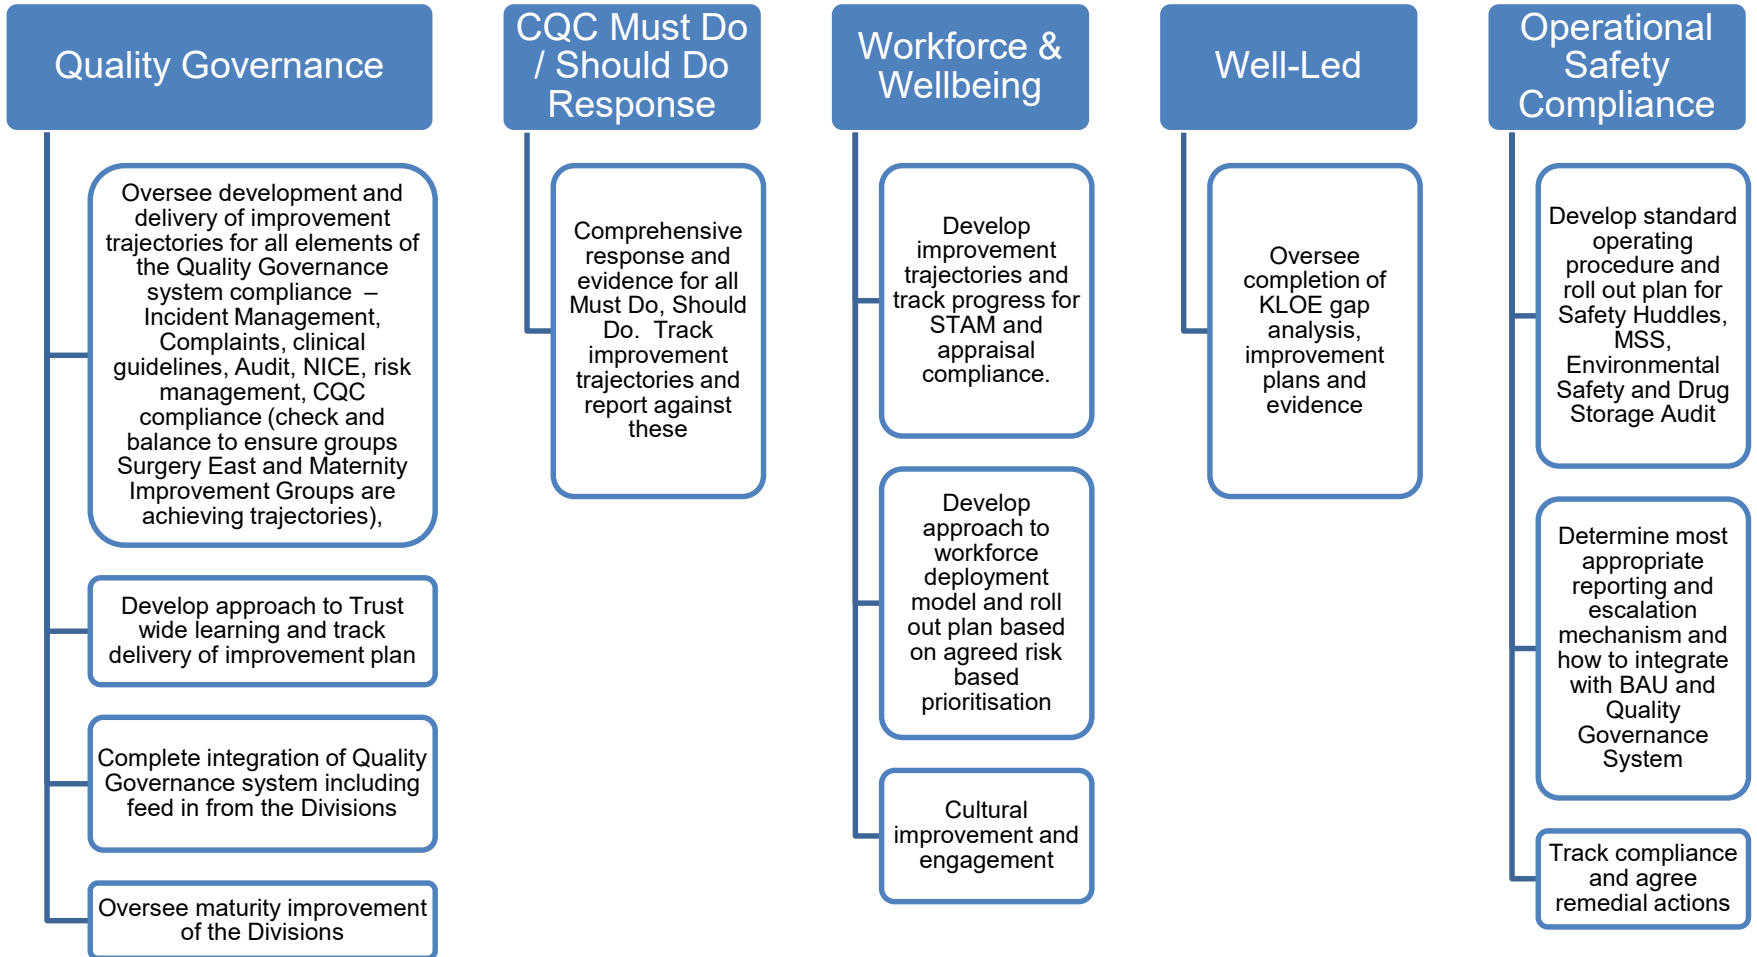 Quality Governance
Oversee development and
delivery of improvement
trajectories for all elements of
the Quality Governance
system compliance –
Incident Management,
Complaints, clinical
guidelines, Audit, NICE, risk
management, CQC
compliance (check and
balance to ensure groups
Surgery East and Maternity
Improvement Groups are
achieving trajectories),
Develop approach to Trust
wide learning and track
delivery of improvement plan
Complete integration of Quality
Governance system including
feed in from the Divisions
Oversee maturity improvement
of the Divisions
CQC Must Do
/ Should Do
Response
Comprehensive
response and
evidence for all
Must Do, Should
Do. Track
improvement
trajectories and
report against
these
Workforce &
Wellbeing
Develop
improvement
trajectories and
track progress for
STAM and
appraisal
compliance.
Develop
approach to
workforce
deployment
model and roll
out plan based
on agreed risk
based
prioritisation
Cultural
improvement and
engagement
Well-Led
Oversee
completion of
KLOE gap
analysis,
improvement
plans and
evidence
Operational
Safety
Compliance
Develop standard
operating
procedure and
roll out plan for
Safety Huddles,
MSS,
Environmental
Safety and Drug
Storage Audit
Determine most
appropriate
reporting and
escalation
mechanism and
how to integrate
with BAU and
Quality
Governance
System
Track compliance
and agree
remedial actions